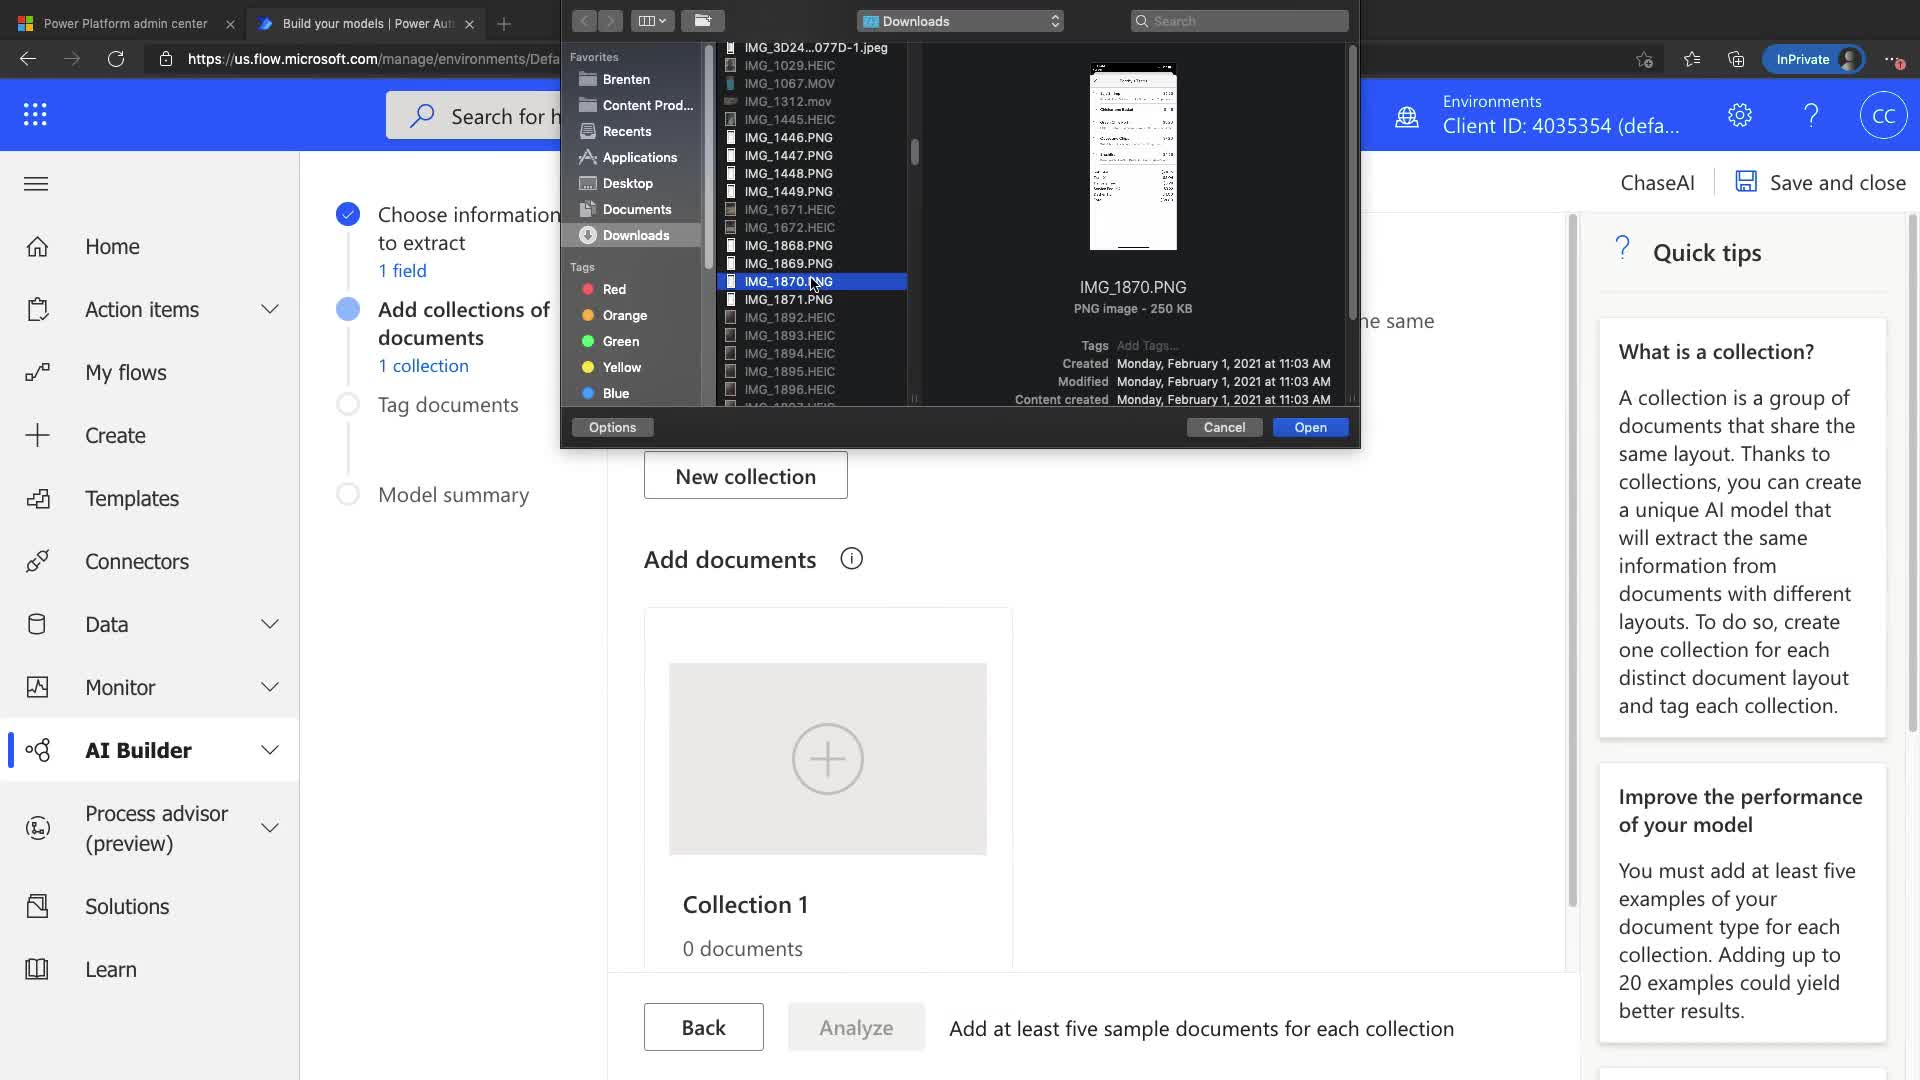 Power Platform admin center
Build your models | Power Aut
https://us.flow.microsoft.com/manage/environments/Defa
InPrivate
Search for h
Environments
Client ID: 4035354 (defa...
CC
ChaseAI
Save and close
Home
Action items
My flows
Create
Templates
Connectors
Data
Monitor
AI Builder
Process advisor
(preview)
Solutions
Learn
Choose information
to extract
1 field
Add collections of
documents
1 collection
Tag documents
Model summary
Downloads
Search
Favorites
Brenten
Content Prod...
Recents
Applications
Desktop
Documents
Downloads
Tags
Red
Orange
Green
Yellow
Blue
IMG_3D24...077D-1.jpeg
IMG_1029.HEIC
IMG_1067.MOV
IMG_1312.mov
IMG_1445.HEIC
IMG_1446.PNG
IMG_1447.PNG
IMG_1448.PNG
IMG_1449.PNG
IMG_1671.HEIC
IMG_1672.HEIC
IMG_1868.PNG
IMG_1869.PNG
IMG_1870.PNG
IMG_1871.PNG
IMG_1892.HEIC
IMG_1893.HEIC
IMG_1894.HEIC
IMG_1895.HEIC
IMG_1896.HEIC
IMG_1897.HEIC
IMG_1870.PNG
PNG image - 250 KB
Tags Add Tags...
Created Monday, February 1, 2021 at 11:03 AM
Modified Monday, February 1, 2021 at 11:03 AM
Content created Monday, February 1, 2021 at 11:03 AM
Options
Cancel
Open
he same
New collection
Add documents
Collection 1
0 documents
Back
Analyze
Add at least five sample documents for each collection
Quick tips
What is a collection?
A collection is a group of
documents that share the
same layout. Thanks to
collections, you can create
a unique AI model that
will extract the same
information from
documents with different
layouts. To do so, create
one collection for each
distinct document layout
and tag each collection.
Improve the performance
of your model
You must add at least five
examples of your
document type for each
collection. Adding up to
20 examples could yield
better results.